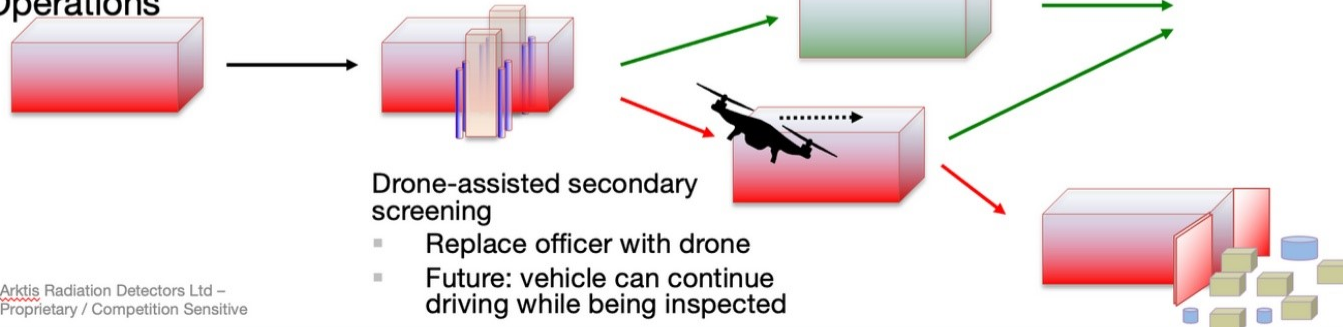 Operations
Drone-assisted secondary
screening
Replace officer with drone
Future: vehicle can continue
driving while being inspected
Arktis Radiation Detectors Ltd –
Proprietary / Competition Sensitive